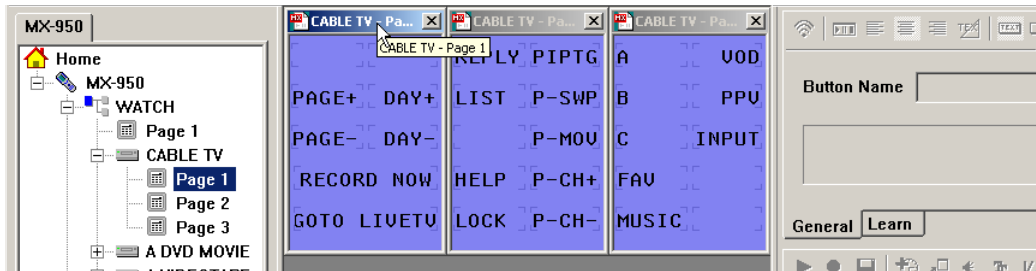 MX-950
Home
MX-950
WATCH
Page 1
CABLE TV
Page 1
Page 2
Page 3
A DVD MOVIE
CABLE TV - Pa...
CABLE TV - Page 1
PAGE+ DAY+
PAGE- DAY-
RECORD NOW
GOTO LIVETV
CABLE TV - Pa...
REPLY PIPTG
LIST P-SWP
P-MOV
HELP P-CH+
LOCK P-CH-
CABLE TV - Pa...
A VOD
B PPV
C INPUT
FAV
MUSIC
TEXT
Button Name
General Learn